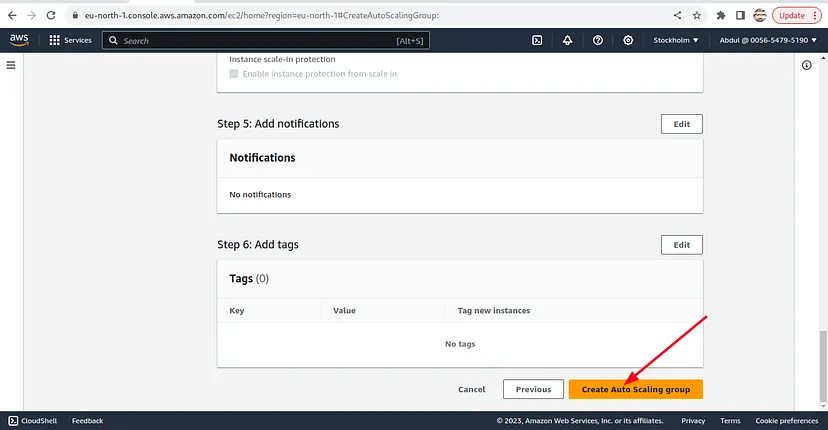 eu-north-1.console.aws.amazon.com/ec2/home?region=eu-north-1#CreateAutoScalingGroup:
Update
aws
Services
Search
[Alt+S]
Stockholm
Abdul @ 0056-5479-5190
Instance scale-in protection
Enable instance protection from scale in
Step 5: Add notifications
Edit
Notifications
No notifications
Step 6: Add tags
Edit
Tags (0)
Key Value Tag new instances
No tags
Cancel Previous Create Auto Scaling group
CloudShell Feedback © 2023, Amazon Web Services, Inc. or its affiliates. Privacy Terms Cookie preferences